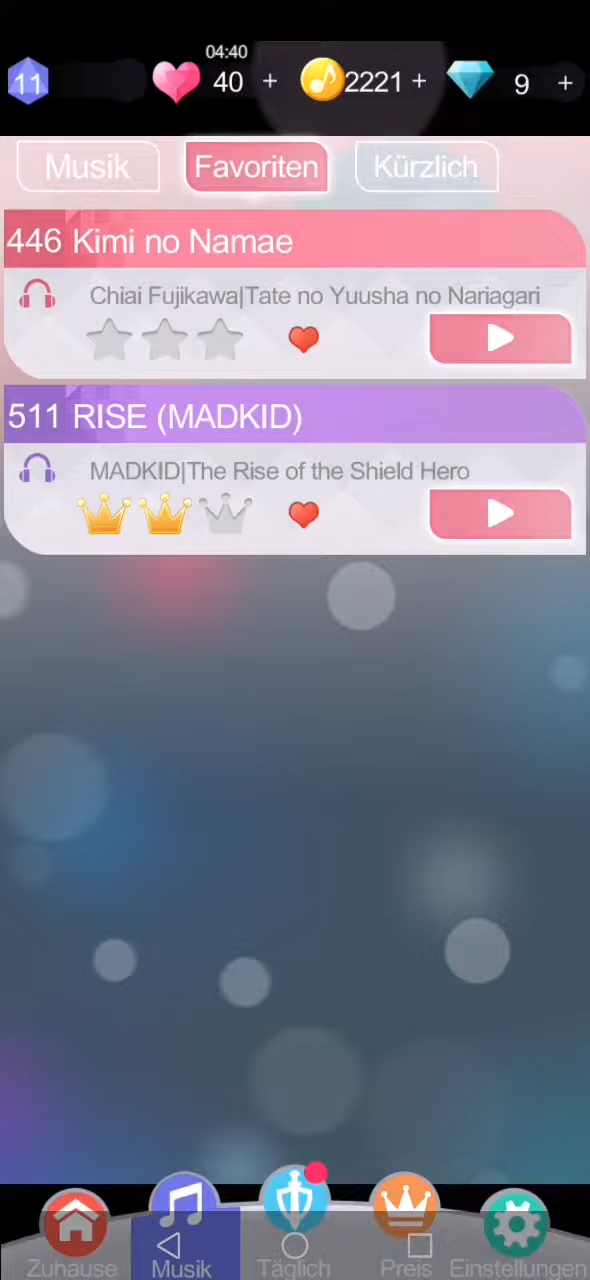 04:40
11 40 + 2221 + 9 +
Musik Favoriten Kürzlich
446 Kimi no Namae
Chiai Fujikawa|Tate no Yuusha no Nariagari
511 RISE (MADKID)
MADKID|The Rise of the Shield Hero
Zuhause Musik Täglich Preis Einstellungen